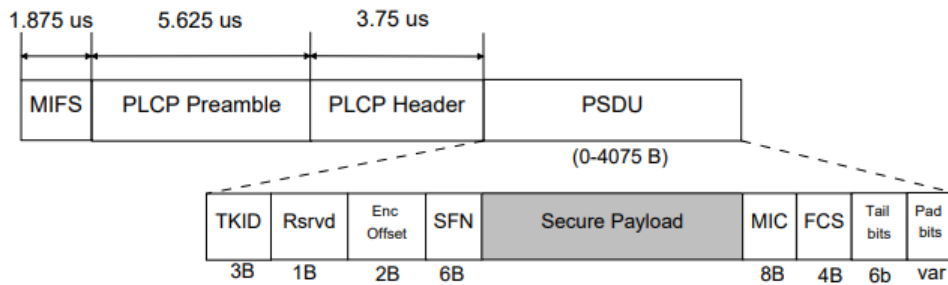 1.875 us 5.625 us 3.75 us
MIFS PLCP Preamble PLCP Header PSDU
(0-4075 B)
TKID Rsrvd Enc Offset SFN Secure Payload MIC FCS Tail bits Pad bits
3B 1B 2B 6B 8B 4B 6b var